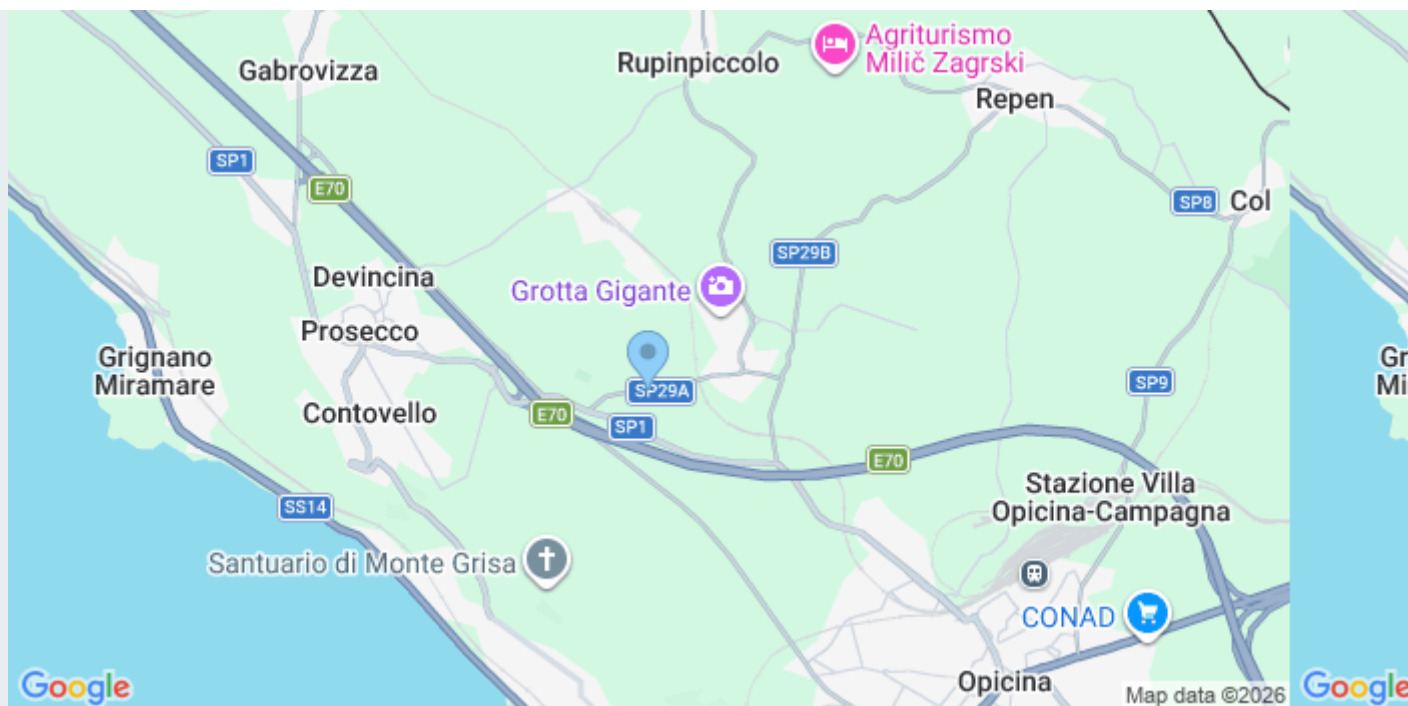 Agriturismo
Milič Zagrski
Rupinpiccolo
Gabrovizza
Repen
SP1
E70
SP8
Col
SP29B
Devincina
Grotta Gigante
Prosecco
Grignano
Miramare
Gr
Mi
SP29A
SP9
Contovello
E70
SP1
E70
Stazione Villa
Opicina-Campagna
SS14
Santuario di Monte Grisa
CONAD
Opicina
Google
Map data ©2026
Google